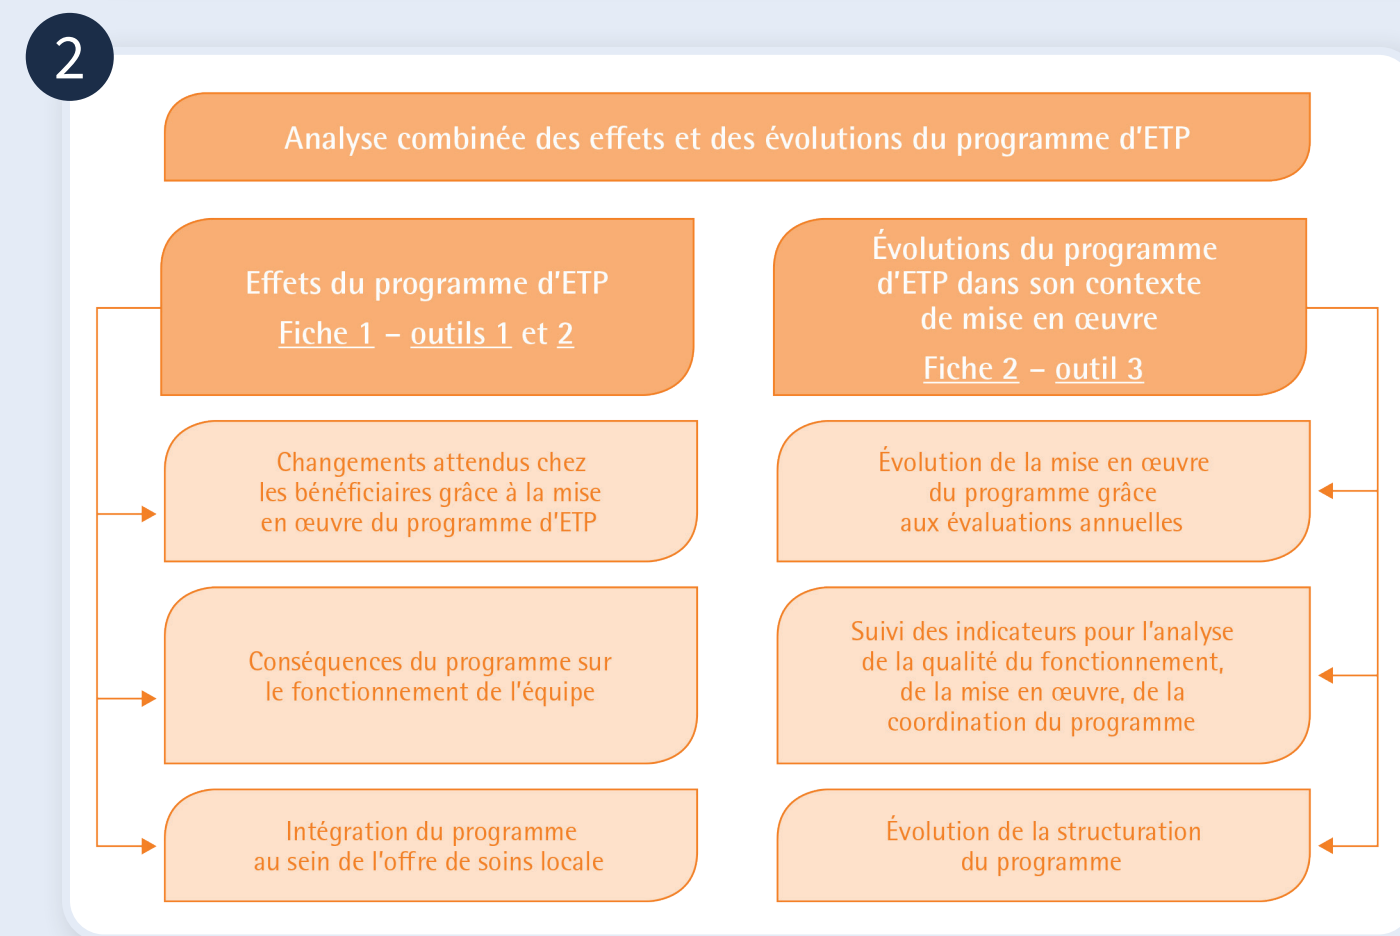 2
Analyse combinée des effets et des évolutions du programme d’ETP
Effets du programme d’ETP
Fiche 1 – outils 1 et 2
Changements attendus chez
les bénéficiaires grâce à la mise
en œuvre du programme d’ETP
Conséquences du programme sur
le fonctionnement de l’équipe
Intégration du programme
au sein de l’offre de soins locale
Évolutions du programme
d’ETP dans son contexte
de mise en œuvre
Fiche 2 – outil 3
Évolution de la mise en œuvre
du programme grâce
aux évaluations annuelles
Suivi des indicateurs pour l’analyse
de la qualité du fonctionnement,
de la mise en œuvre, de la
coordination du programme
Évolution de la structuration
du programme